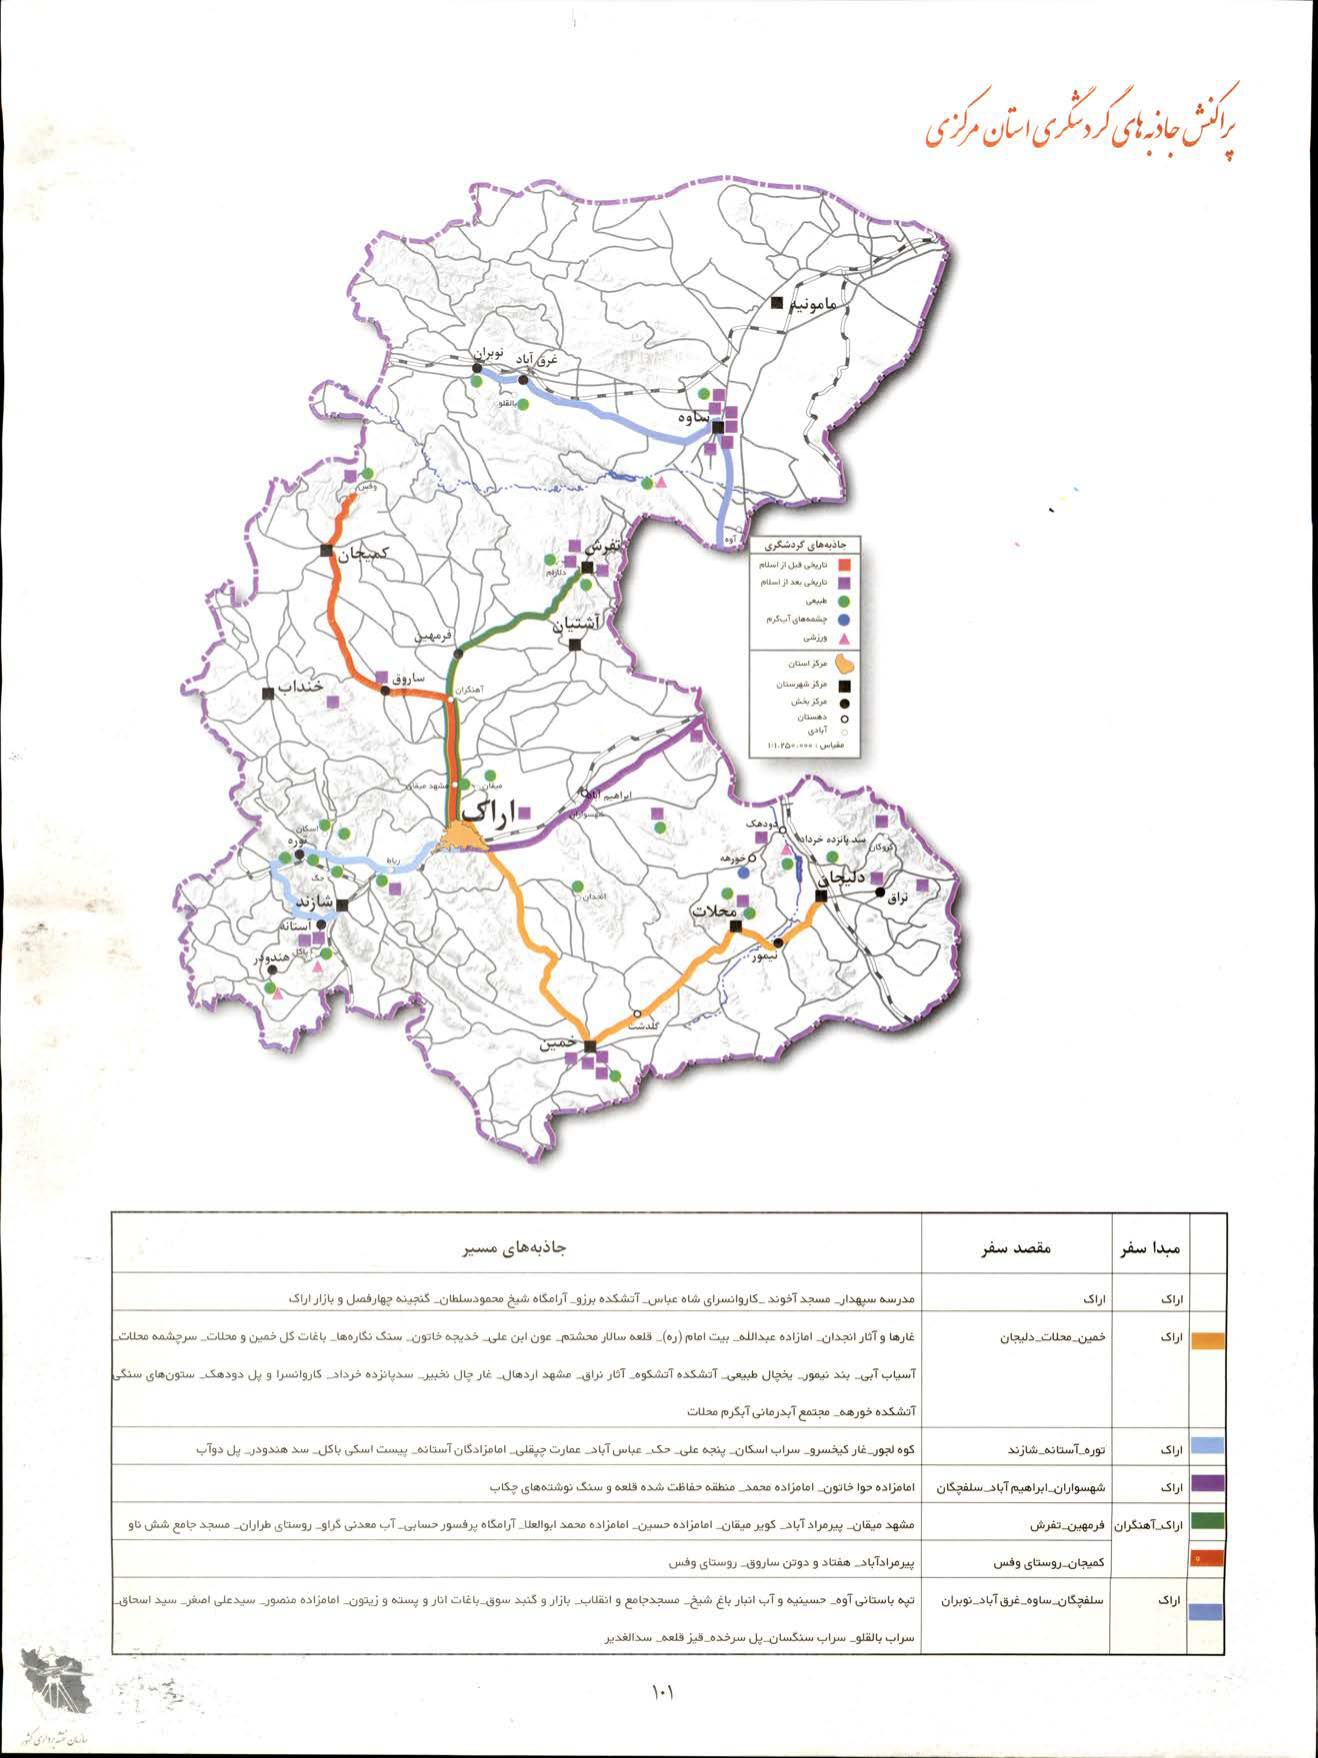 پراکنش جاذبه‌های گردشگری استان مرکزی
مامونیه
نوبران
غرق آباد
بالقلو
ساوه
وفس
آوه
کمیجان
تفرش
آشتیان
فرمهین
ساروق
آهنگران
خنداب
مشهد میقان
میقان
اراک
ابراهیم آباد
شهسواران
اسکان
توره
رباط
شازند
آستانه
هندودر
انجدان
دودهک
سد پانزده خرداد
خورهه
دلیجان
نراق
محلات
نیمور
گلدشت
خمین
جاذبه‌های گردشگری
تاریخی قبل از اسلام
تاریخی بعد از اسلام
طبیعی
چشمه‌های آب‌گرم
ورزشی
مرکز استان
مرکز شهرستان
مرکز بخش
دهستان
آبادی
مقیاس : ۱:۱.۲۵۰.۰۰۰
مبدا سفر مقصد سفر جاذبه‌های مسیر
اراک اراک مدرسه سپهدار_ مسجد آخوند _کاروانسرای شاه عباس_ آتشکده برزو_ آرامگاه شیخ محمودسلطان_ گنجینه چهارفصل و بازار اراک
اراک خمین_محلات_دلیجان غارها و آثار انجدان_ امازاده عبدالله_ بیت امام (ره)_ قلعه سالار محتشم_ عون ابن علی_ خدیجه خاتون_ سنگ نگاره‌ها_ باغات گل خمین و محلات_ سرچشمه محلات_
آسیاب آبی_ بند نیمور_ یخچال طبیعی_ آتشکده آتشکوه_ آثار نراق_ مشهد اردهال_ غار چال نخبیر_ سدپانزده خرداد_ کاروانسرا و پل دودهک_ ستون‌های سنگی
آتشکده خورهه_ مجتمع آبدرمانی آبگرم محلات
اراک توره_آستانه_شازند کوه لجور_غار کیخسرو_ سراب اسکان_ پنجه علی_ حک_ عباس آباد_ عمارت چپقلی_ امامزادگان آستانه_ پیست اسکی باکل_ سد هندودر_ پل دوآب
اراک شهسواران_ابراهیم آباد_سلفچگان امامزاده حوا خاتون_ امامزاده محمد_ منطقه حفاظت شده قلعه و سنگ نوشته‌های چکاب
اراک_آهنگران فرمهین_تفرش مشهد میقان_ پیرمراد آباد_ کویر میقان_ امامزاده حسین_ امامزاده محمد ابوالعلا_ آرامگاه پرفسور حسابی_ آب معدنی گراو_ روستای طراران_ مسجد جامع شش ناو
کمیجان_روستای وفس پیرمرادآباد_ هفتاد و دوتن ساروق_ روستای وفس
اراک سلفچگان_ساوه_غرق آباد_نوبران تپه باستانی آوه_ حسینیه و آب انبار باغ شیخ_ مسجدجامع و انقلاب_ بازار و گنبد سوق_باغات انار و پسته و زیتون_ امامزاده منصور_ سیدعلی اصغر_ سید اسحاق_
سراب بالقلو_ سراب سنگسان_پل سرخده_قیز قلعه_ سدالغدیر
۱۰۱
سازمان نقشه برداری کشور